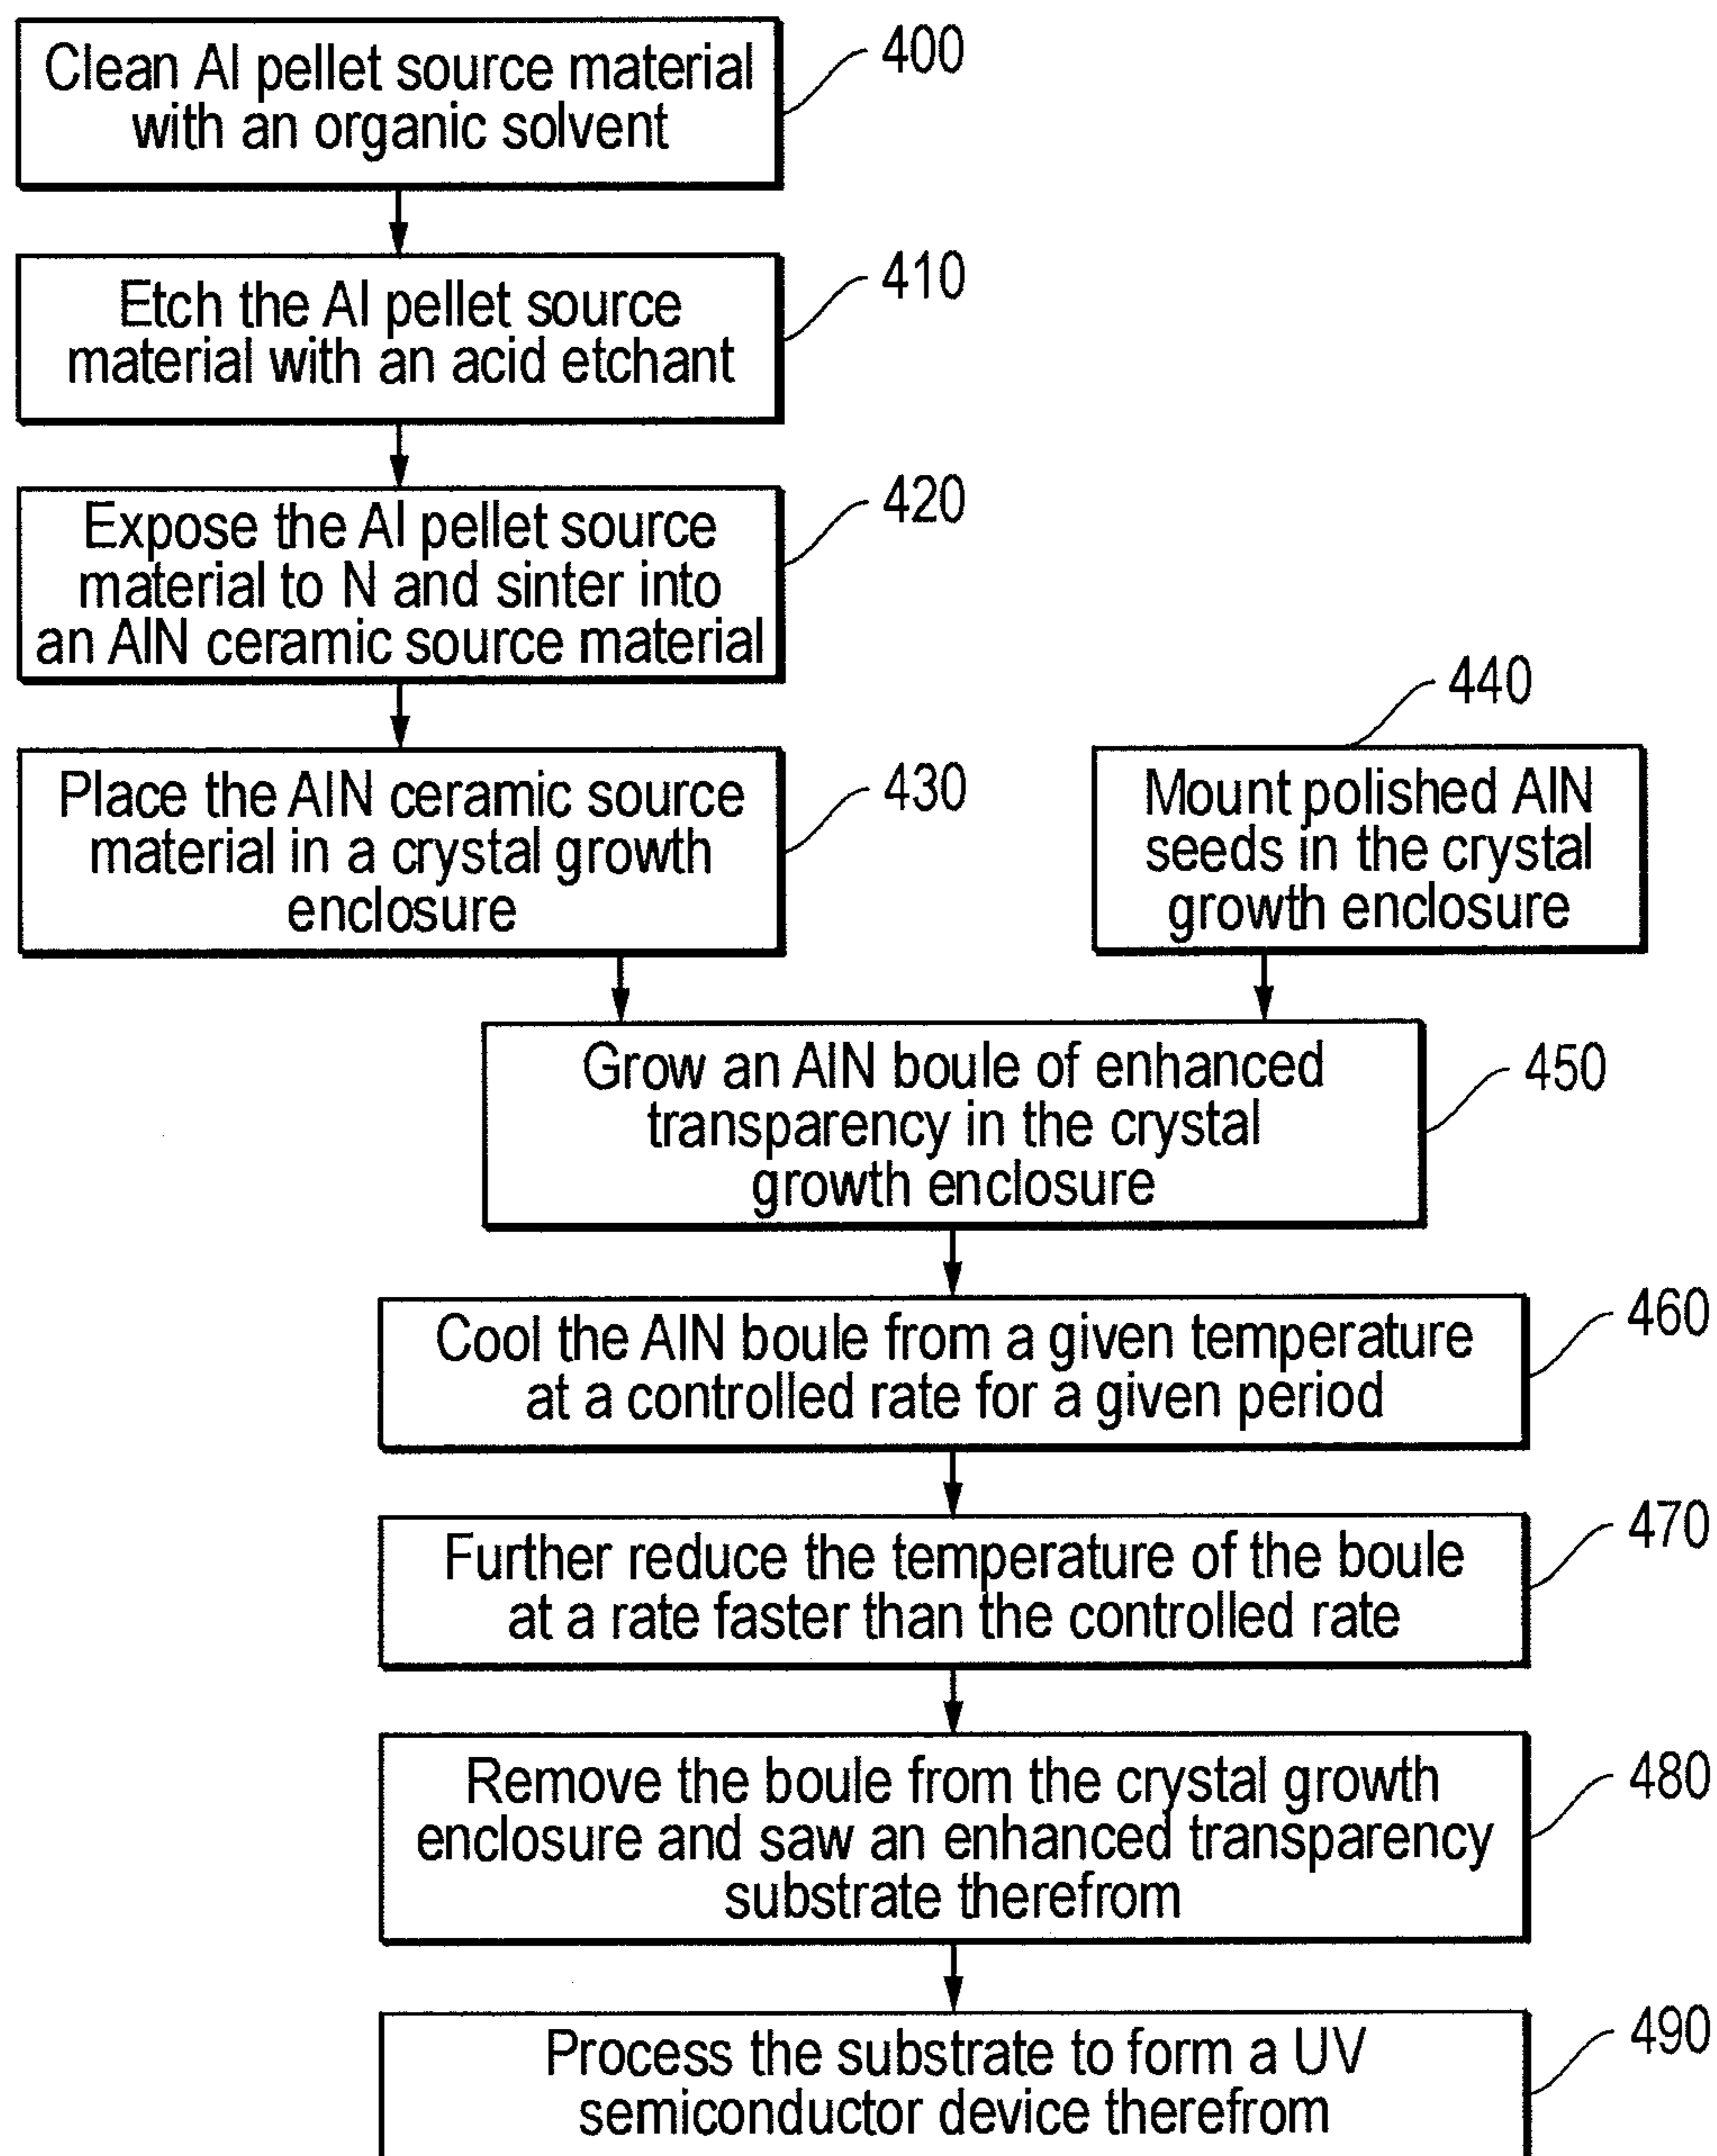 Clean Al pellet source material
with an organic solvent
400
Etch the Al pellet source
material with an acid etchant
410
Expose the Al pellet source
material to N and sinter into
an AlN ceramic source material
420
Place the AlN ceramic source
material in a crystal growth
enclosure
430
440
Mount polished AlN
seeds in the crystal
growth enclosure
Grow an AlN boule of enhanced
transparency in the crystal
growth enclosure
450
Cool the AlN boule from a given temperature
at a controlled rate for a given period
460
Further reduce the temperature of the boule
at a rate faster than the controlled rate
470
Remove the boule from the crystal growth
enclosure and saw an enhanced transparency
substrate therefrom
480
Process the substrate to form a UV
semiconductor device therefrom
490